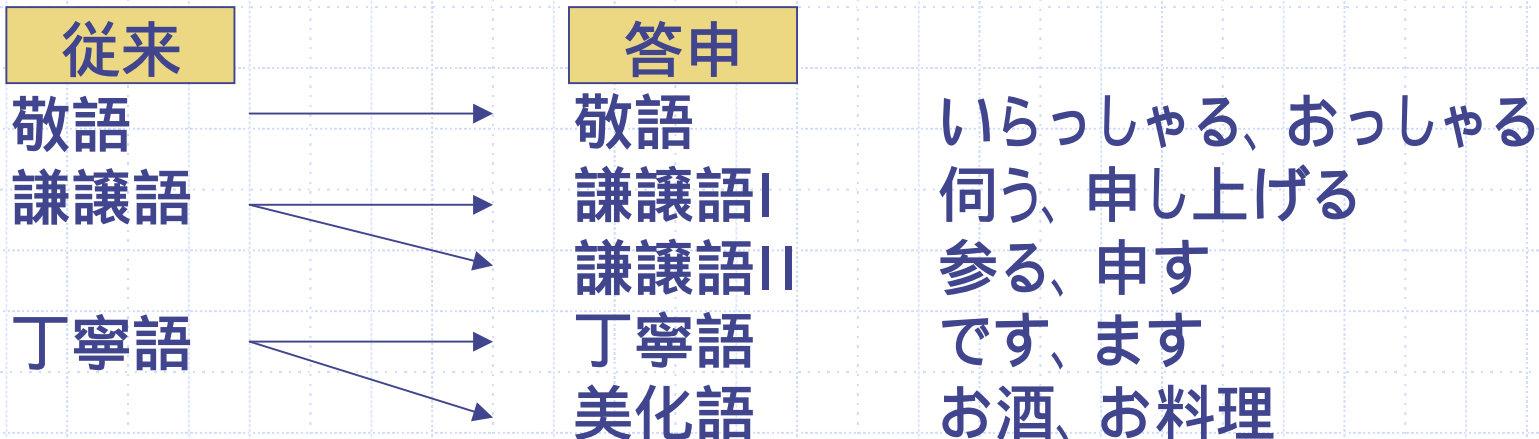 従来 答申
敬語 敬語 いらっしゃる、おっしゃる
謙譲語 謙譲語I 伺う、申し上げる
謙譲語II 参る、申す
丁寧語 丁寧語 です、ます
美化語 お酒、お料理